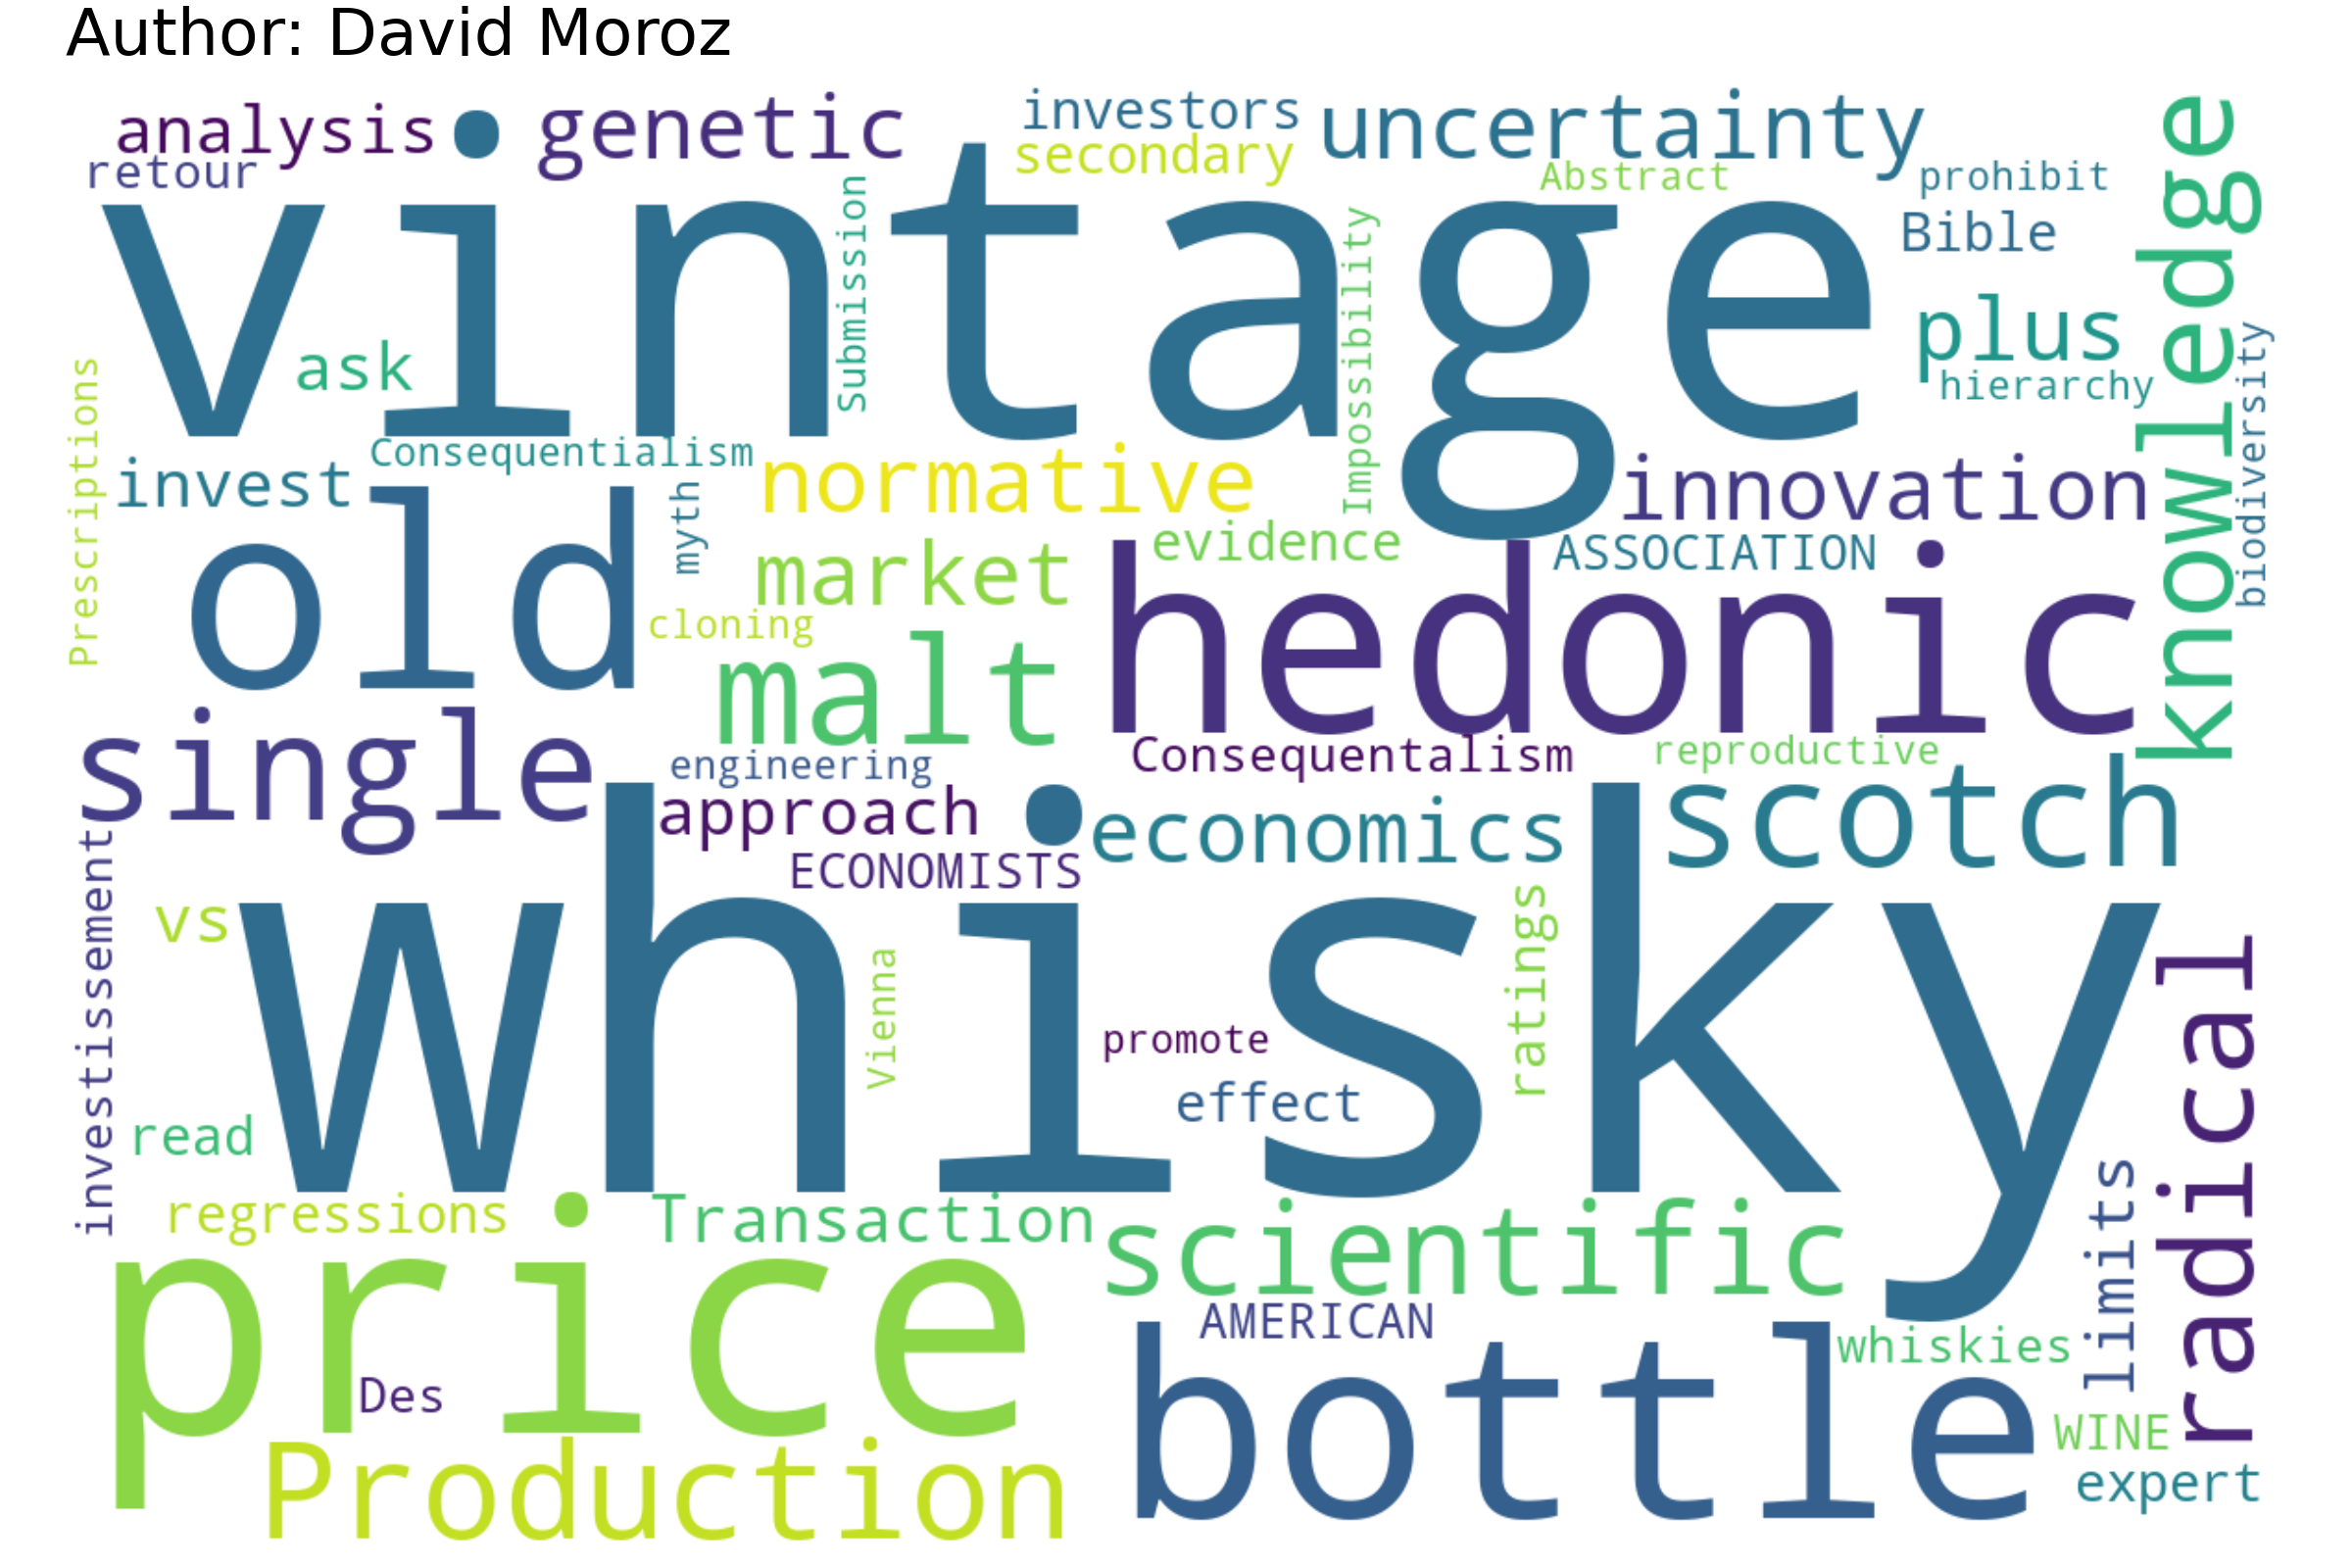 Author: David Moroz
analysis
genetic
investors
uncertainty
secondary
retour
Abstract
prohibit
knowledge
vintage
Submission
Impossibility
Bible
plus
ask
hierarchy
biodiversity
Prescriptions
Consequentialism
invest
normative
innovation
old
myth
market
evidence
ASSOCIATION
hedonic
cloning
malt
single
engineering
Consequentalism
reproductive
scotch
approach
economics
ECONOMISTS
investissement
vs
whisky
Vienna
ratings
promote
effect
radical
read
limits
regressions
Transaction
scientific
price
AMERICAN
bottle
whiskies
Des
WINE
Production
expert